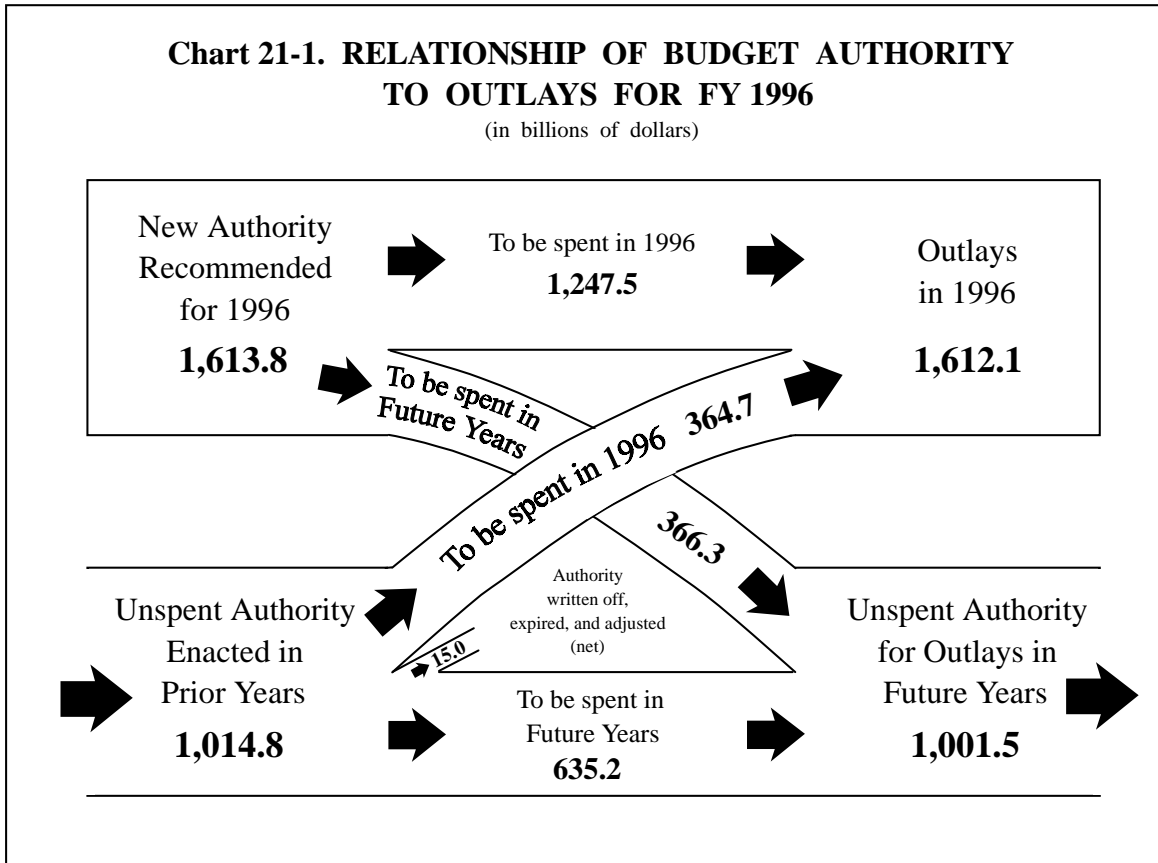 Chart 21-1. RELATIONSHIP OF BUDGET AUTHORITY
TO OUTLAYS FOR FY 1996
(in billions of dollars)
New Authority
Recommended
for 1996
1,613.8
To be spent in 1996
1,247.5
Outlays
in 1996
1,612.1
To be spent in
Future Years
To be spent in 1996 364.7
366.3
Unspent Authority
Enacted in
Prior Years
1,014.8
15.0
Authority
written off,
expired, and adjusted
(net)
To be spent in
Future Years
635.2
Unspent Authority
for Outlays in
Future Years
1,001.5